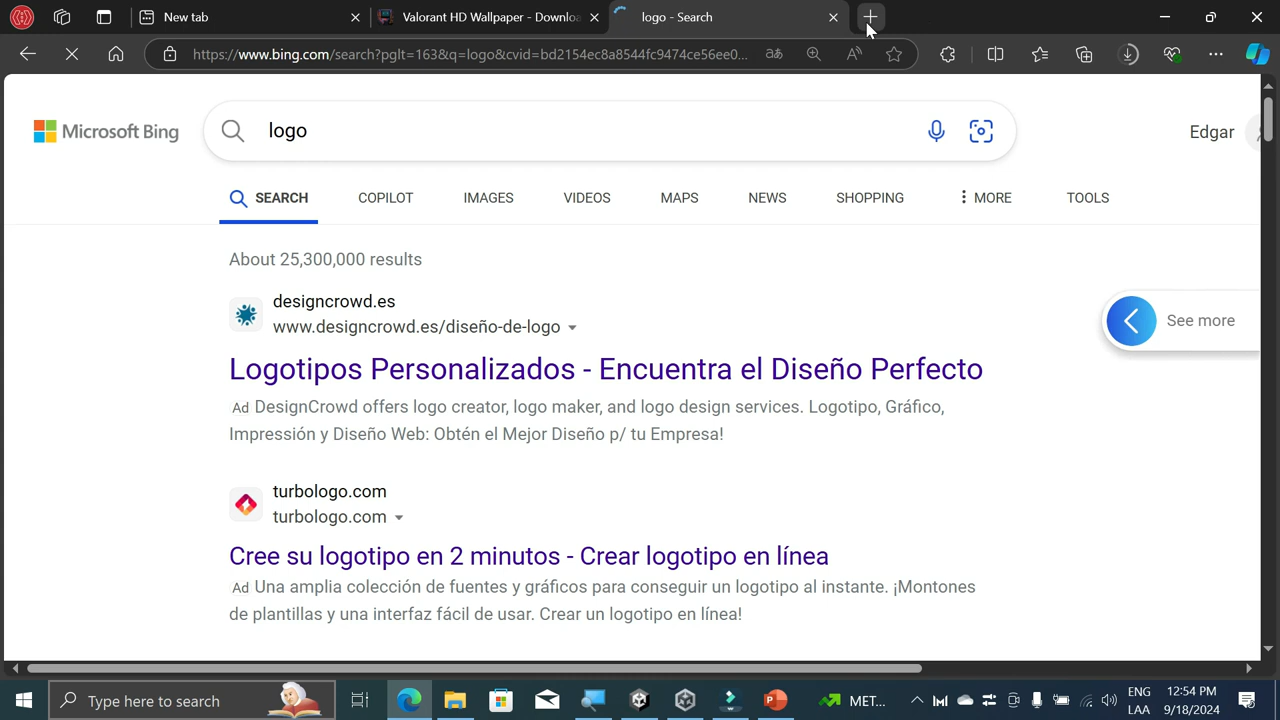 New tab
Valorant HD Wallpaper - Downloa
logo - Search
https://www.bing.com/search?pglt=163&q=logo&cvid=bd2154ec8a8544fc9474ce56ee0...
Microsoft Bing
logo
Edgar
SEARCH
COPILOT
IMAGES
VIDEOS
MAPS
NEWS
SHOPPING
MORE
TOOLS
About 25,300,000 results
designcrowd.es
www.designcrowd.es/diseño-de-logo
See more
Logotipos Personalizados - Encuentra el Diseño Perfecto
Ad DesignCrowd offers logo creator, logo maker, and logo design services. Logotipo, Gráfico,
Impresión y Diseño Web: Obtén el Mejor Diseño p/ tu Empresa!
turbologo.com
turbologo.com
Cree su logotipo en 2 minutos - Crear logotipo en línea
Ad Una amplia colección de fuentes y gráficos para conseguir un logotipo al instante. ¡Montones
de plantillas y una interfaz fácil de usar. Crear un logotipo en línea!
Type here to search
MET...
ENG
LAA
12:54 PM
9/18/2024